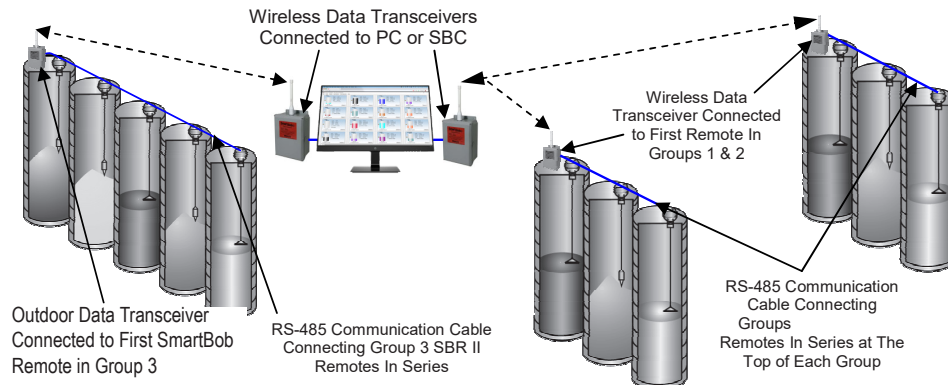 Wireless Data Transceivers
Connected to PC or SBC
Wireless Data
Transceiver Connected
to First Remote In
Groups 1 & 2
Outdoor Data Transceiver
Connected to First SmartBob
Remote in Group 3
RS-485 Communication Cable
Connecting Group 3 SBR II
Remotes In Series
RS-485 Communication
Cable Connecting
Groups
Remotes In Series at The
Top of Each Group